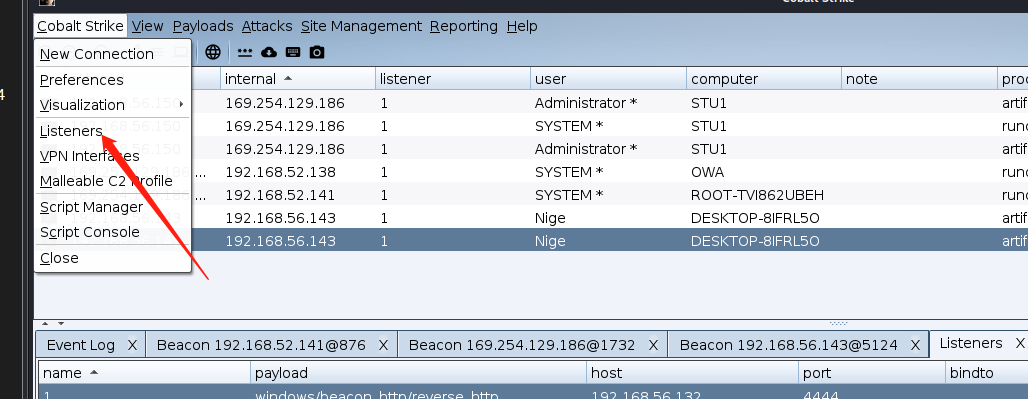 Cobalt Strike
4
Cobalt Strike View Payloads Attacks Site Management Reporting Help
New Connection
Preferences
Visualization
Listeners
VPN Interfaces
Malleable C2 Profile
Script Manager
Script Console
Close
internal listener user computer note proc
169.254.129.186 1 Administrator * STU1 artif
169.254.129.186 1 SYSTEM * STU1 rund
169.254.129.186 1 Administrator * STU1 artif
... 192.168.52.138 1 SYSTEM * OWA rund
... 192.168.52.141 1 SYSTEM * ROOT-TVI862UBEH rund
192.168.56.143 1 Nige DESKTOP-8IFRL5O artif
192.168.56.143 1 Nige DESKTOP-8IFRL5O artif
Event Log X Beacon 192.168.52.141@876 X Beacon 169.254.129.186@1732 X Beacon 192.168.56.143@5124 X Listeners X
name payload host port bindto
1 windows/beacon_http/reverse_http 192.168.56.132 4444